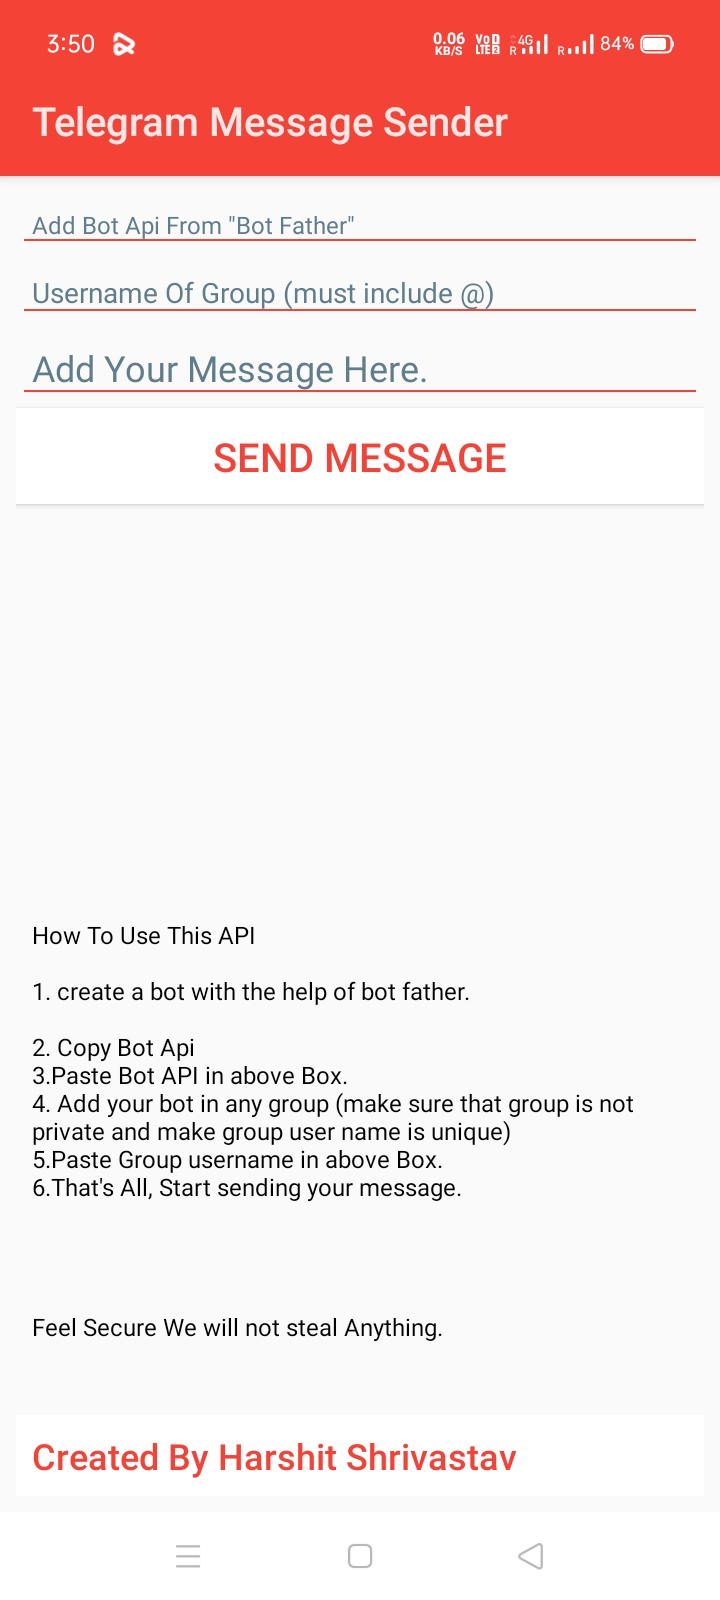 3:50 0.06 KB/S VoD LTE2 4G R R 84%
Telegram Message Sender
Add Bot Api From "Bot Father"
Username Of Group (must include @)
Add Your Message Here.
SEND MESSAGE
How To Use This API
1. create a bot with the help of bot father.
2. Copy Bot Api
3.Paste Bot API in above Box.
4. Add your bot in any group (make sure that group is not
private and make group user name is unique)
5.Paste Group username in above Box.
6.That's All, Start sending your message.
Feel Secure We will not steal Anything.
Created By Harshit Shrivastav